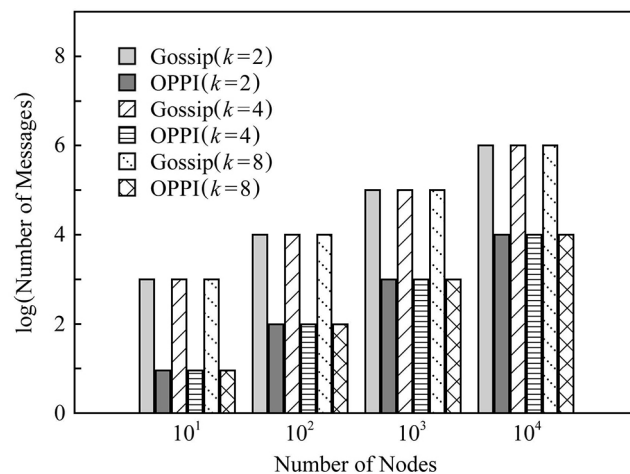 8
6
4
2
0
log(Number of Messages)
Gossip(k=2)
OPPI(k=2)
Gossip(k=4)
OPPI(k=4)
Gossip(k=8)
OPPI(k=8)
10¹ 10² 10³ 10⁴
Number of Nodes